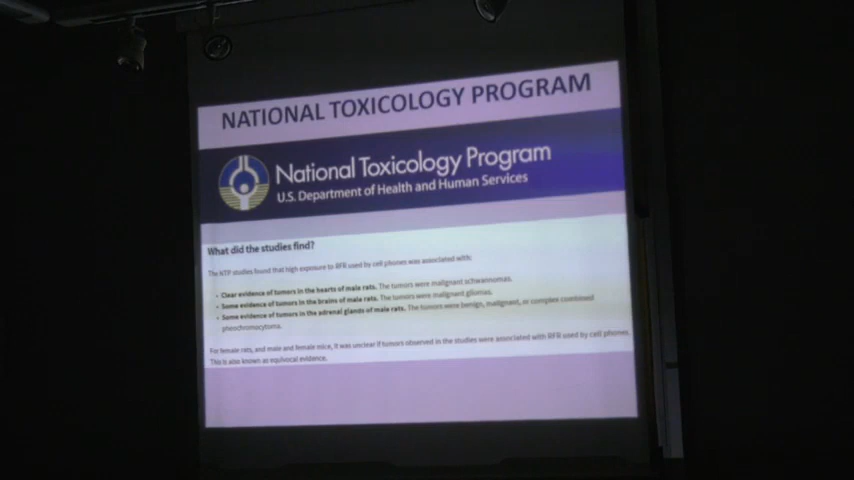 NATIONAL TOXICOLOGY PROGRAM
National Toxicology Program
U.S. Department of Health and Human Services
What did the studies find?
The NTP studies found that high exposure to RFR used by cell phones was associated with:
• Clear evidence of tumors in the hearts of male rats. The tumors were malignant schwannomas.
• Some evidence of tumors in the brains of male rats. The tumors were malignant gliomas.
• Some evidence of tumors in the adrenal glands of male rats. The tumors were benign, malignant, or complex combined
pheochromocytoma.
For female rats, and male and female mice, it was unclear if tumors observed in the studies were associated with RFR used by cell phones.
This is also known as equivocal evidence.